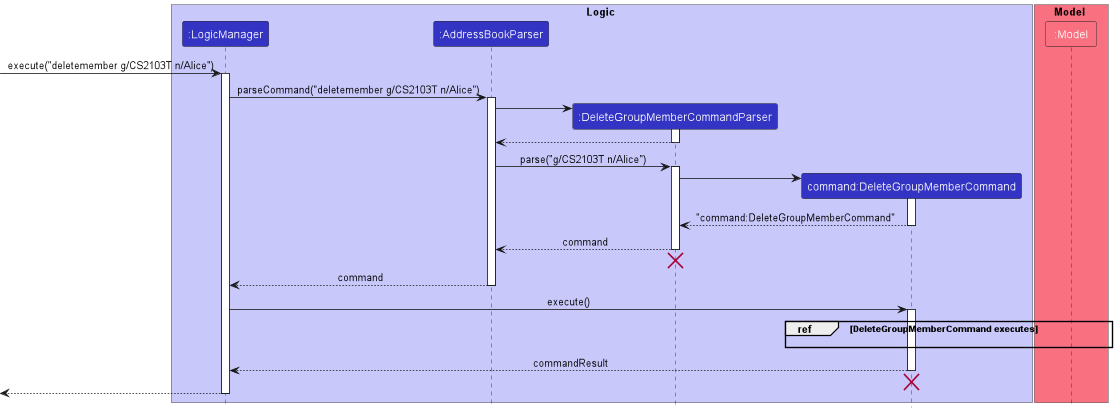 Logic
Model
:LogicManager
:AddressBookParser
:Model
execute("deletemember g/CS2103T n/Alice")
parseCommand("deletemember g/CS2103T n/Alice")
:DeleteGroupMemberCommandParser
parse("g/CS2103T n/Alice")
command:DeleteGroupMemberCommand
"command:DeleteGroupMemberCommand"
command
command
execute()
ref
[DeleteGroupMemberCommand executes]
commandResult